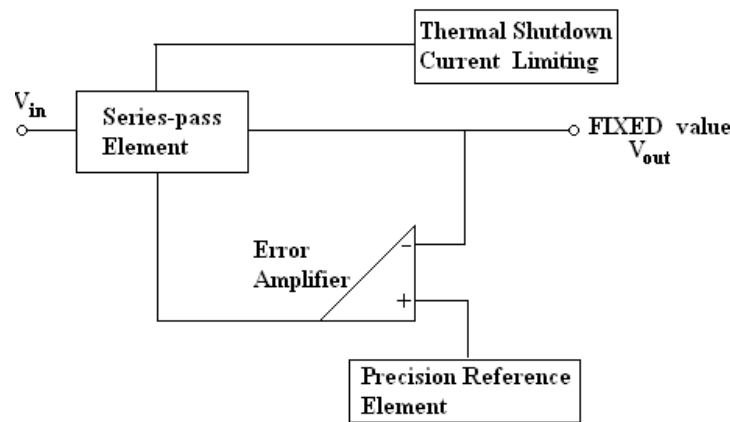 Thermal Shutdown
Current Limiting
Vin
Series-pass
Element
FIXED value
Vout
Error
Amplifier
−
+
Precision Reference
Element